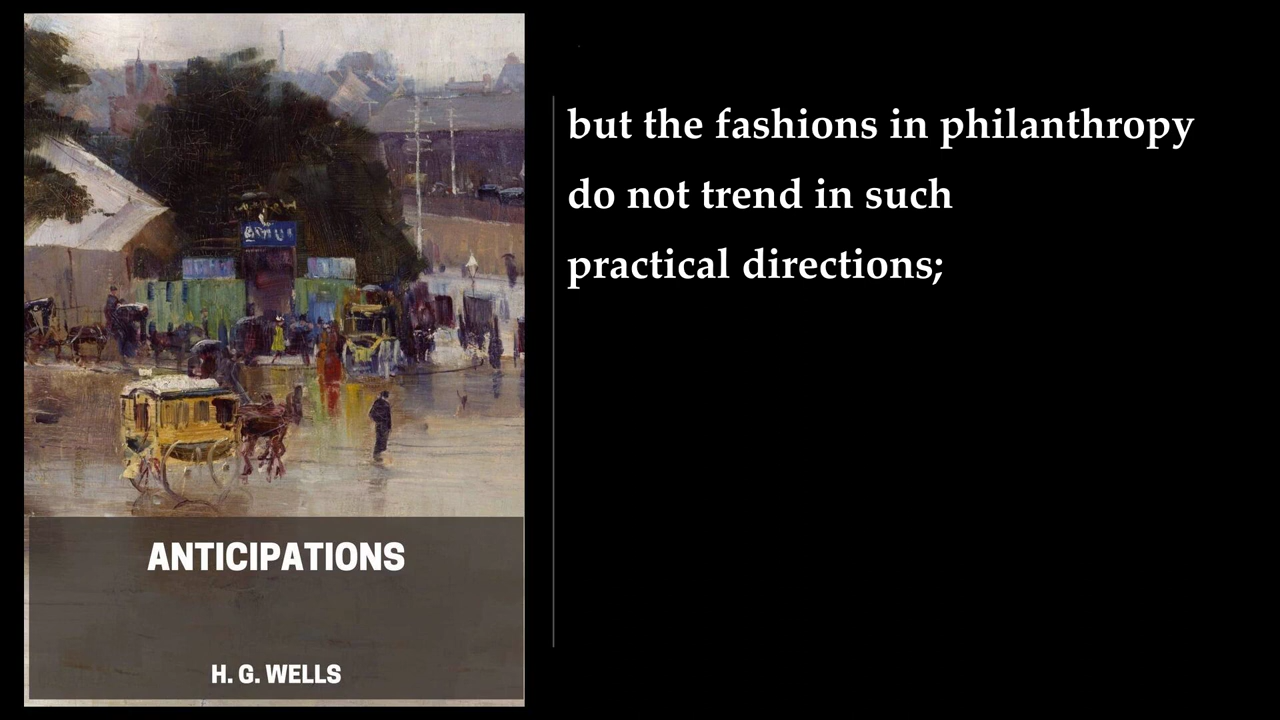 but the fashions in philanthropy
do not trend in such
practical directions;
ANTICIPATIONS
H. G. WELLS